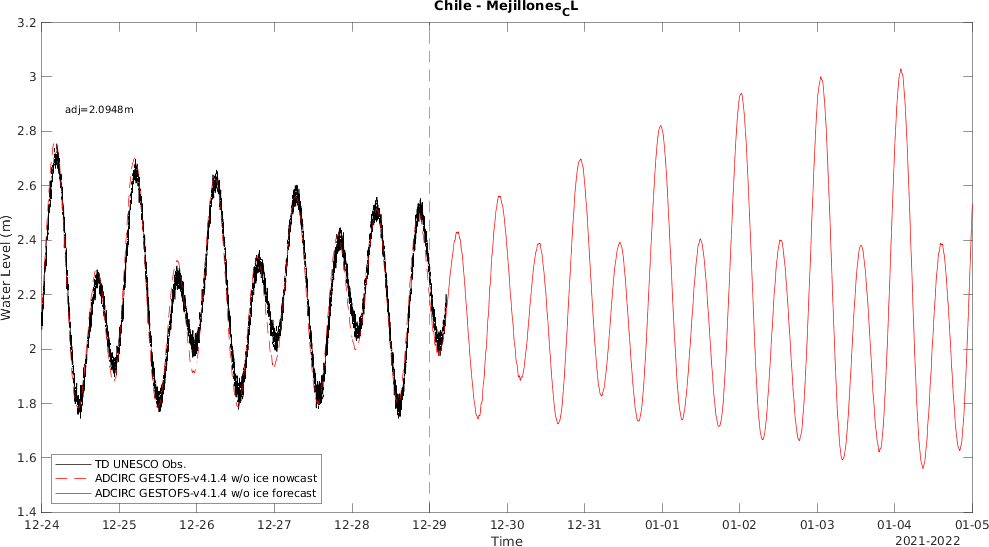 Chile - Mejillones_CL
3.2
3
2.8
2.6
2.4
2.2
2
1.8
1.6
1.4
Water Level (m)
adj=2.0948m
TD UNESCO Obs.
ADCIRC GESTOFS-v4.1.4 w/o ice nowcast
ADCIRC GESTOFS-v4.1.4 w/o ice forecast
12-24 12-25 12-26 12-27 12-28 12-29 12-30 12-31 01-01 01-02 01-03 01-04 01-05
Time
2021-2022